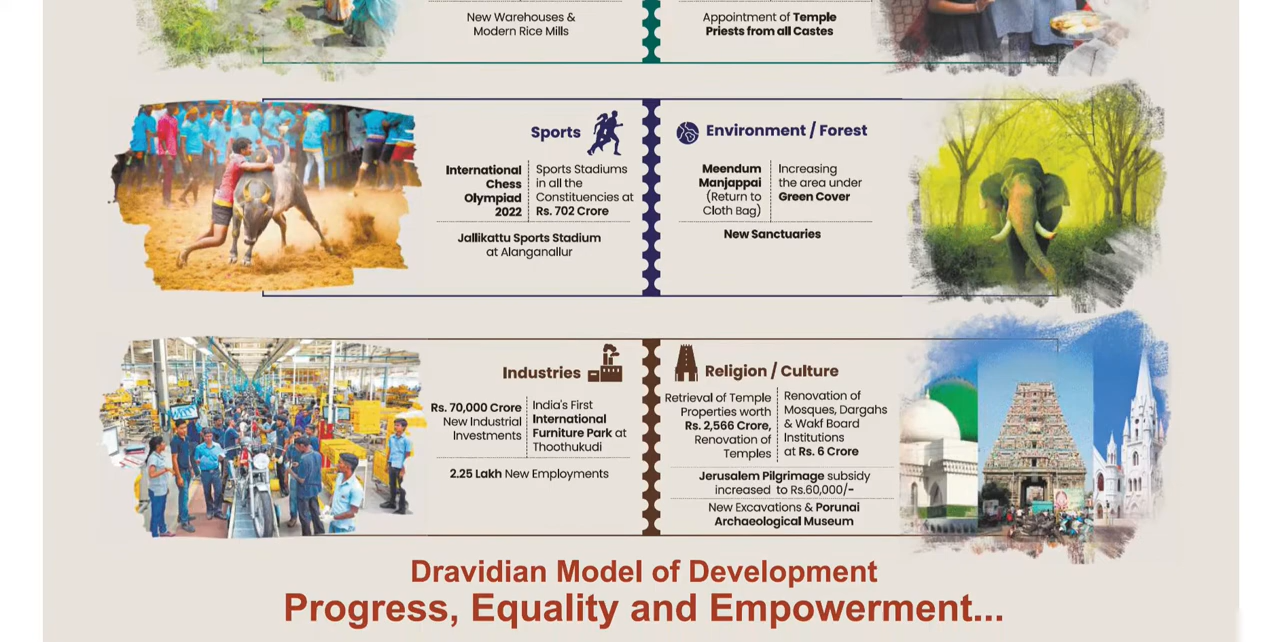 New Warehouses &
Modern Rice Mills
Appointment of Temple
Priests from all Castes
Sports
International
Chess
Olympiad
2022
Sports Stadiums
in all the
Constituencies at
Rs. 702 Crore
Jallikattu Sports Stadium
at Alanganallur
Environment / Forest
Meendum
Manjappai
(Return to
Cloth Bag)
Increasing
the area under
Green Cover
New Sanctuaries
Industries
Rs. 70,000 Crore
New Industrial
Investments
India's First
International
Furniture Park at
Thoothukudi
2.25 Lakh New Employments
Religion / Culture
Retrieval of Temple
Properties worth
Rs. 2,566 Crore,
Renovation of
Temples
Renovation of
Mosques, Dargahs
& Wakf Board
Institutions
at Rs. 6 Crore
Jerusalem Pilgrimage subsidy
increased to Rs.60,000/-
New Excavations & Porunai
Archaeological Museum
Dravidian Model of Development
Progress, Equality and Empowerment...